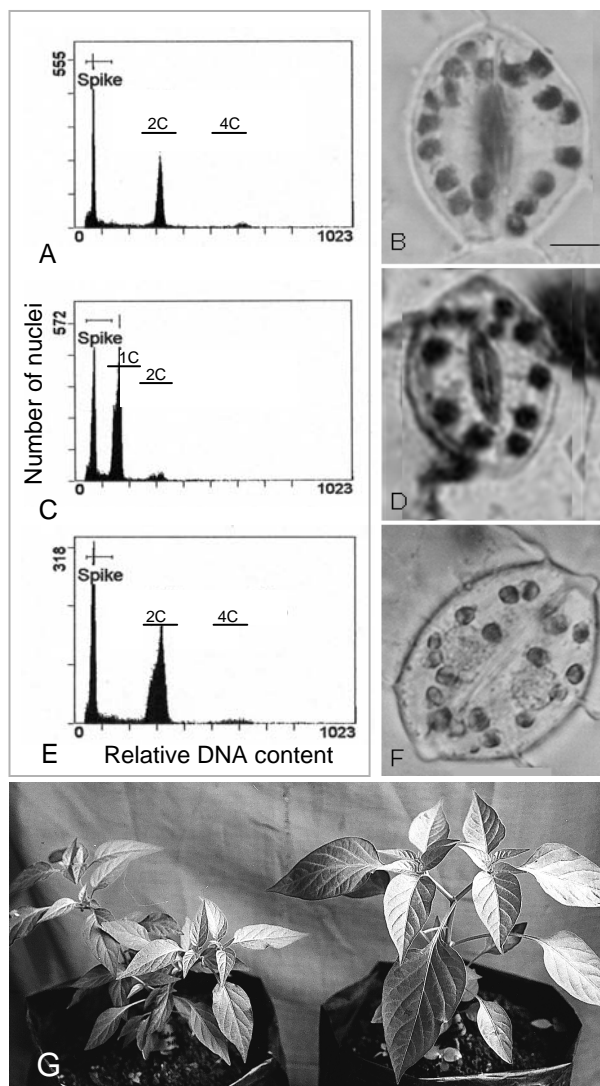 555
Spike
2C
4C
A
0
1023
B
572
Spike
1C
2C
Number of nuclei
C
0
1023
D
318
Spike
2C
4C
E
0
Relative DNA content
1023
F
G